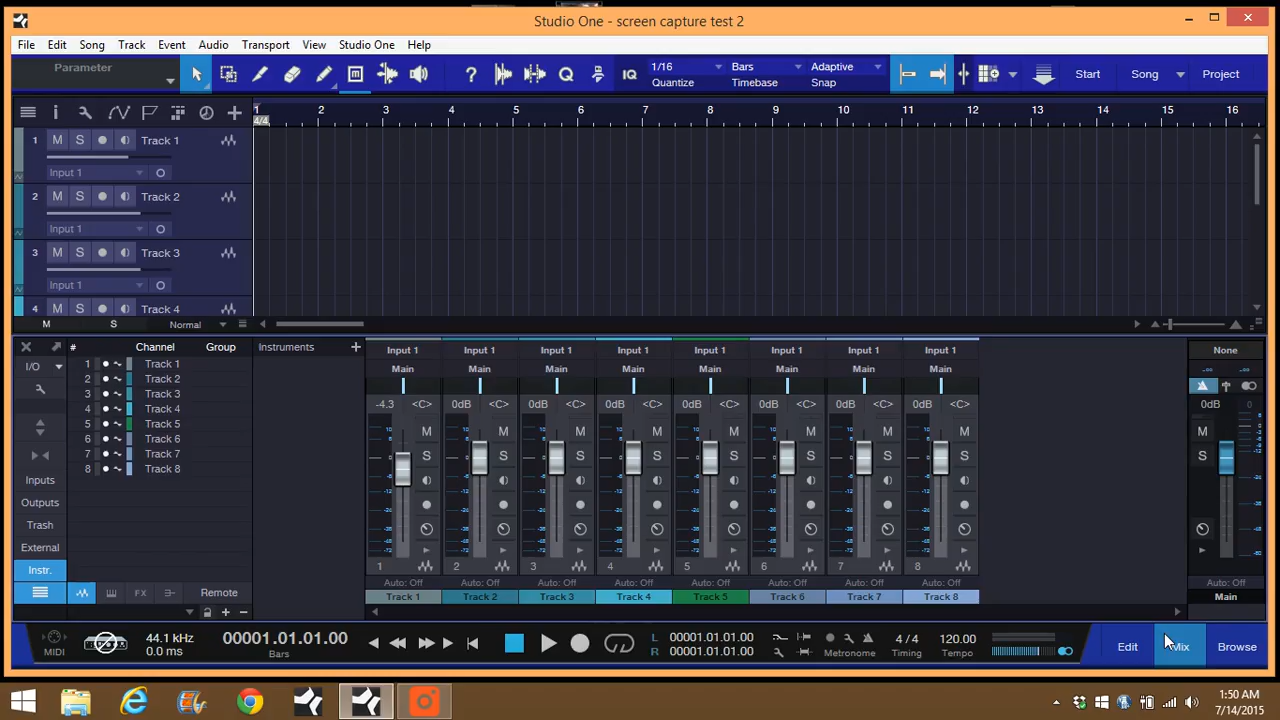 Studio One - screen capture test 2
File Edit Song Track Event Audio Transport View Studio One Help
Parameter
? Q IQ 1/16 Quantize Bars Timebase Adaptive Snap Start Song Project
1 2 3 4 5 6 7 8 9 10 11 12 13 14 15 16
4/4
1 M S Track 1
Input 1
2 M S Track 2
Input 1
3 M S Track 3
Input 1
4 M S Track 4
M S Normal
I/O
Inputs
Outputs
Trash
External
Instr.
# Channel Group
1 Track 1
2 Track 2
3 Track 3
4 Track 4
5 Track 5
6 Track 6
7 Track 7
8 Track 8
FX Remote
Instruments +
Input 1 Input 1 Input 1 Input 1 Input 1 Input 1 Input 1 Input 1 None
Main Main Main Main Main Main Main Main
-4.3 <C> 0dB <C> 0dB <C> 0dB <C> 0dB <C> 0dB <C> 0dB <C> 0dB <C> 0dB
M M M M M M M M M
S S S S S S S S S
1 2 3 4 5 6 7 8
Auto: Off Auto: Off Auto: Off Auto: Off Auto: Off Auto: Off Auto: Off Auto: Off Auto: Off
Track 1 Track 2 Track 3 Track 4 Track 5 Track 6 Track 7 Track 8 Main
MIDI
44.1 kHz
0.0 ms
00001.01.01.00
Bars
L 00001.01.01.00
R 00001.01.01.00
Metronome
4 / 4
Timing
120.00
Tempo
Edit Mix Browse
1:50 AM
7/14/2015